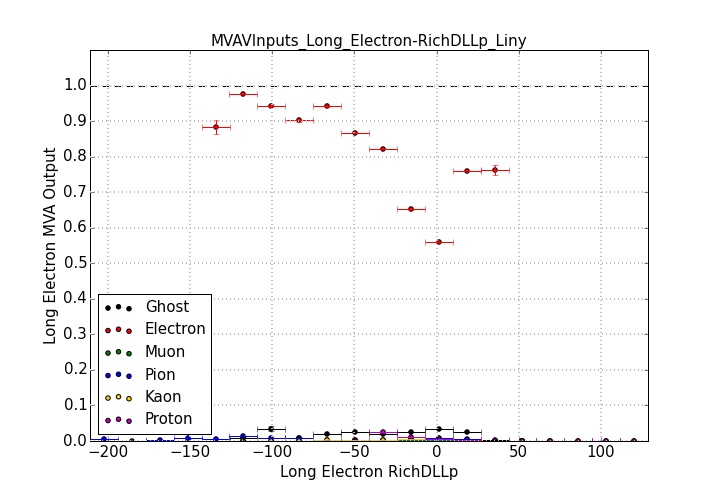 MVAVInputs_Long_Electron-RichDLLp_Liny
Long Electron MVA Output
1.0
0.9
0.8
0.7
0.6
0.5
0.4
0.3
0.2
0.1
0.0
Ghost
Electron
Muon
Pion
Kaon
Proton
−200 −150 −100 −50 0 50 100
Long Electron RichDLLp